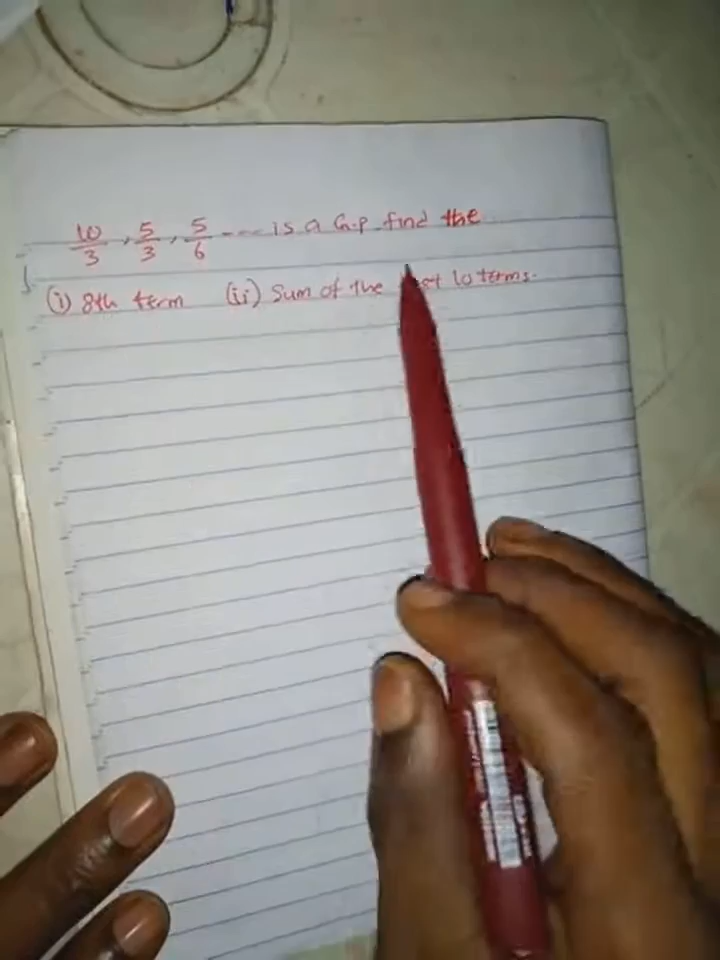 10/3, 5/3, 5/6 ---- is a G.P. find the
(i) 8th term (ii) Sum of the 10 terms.